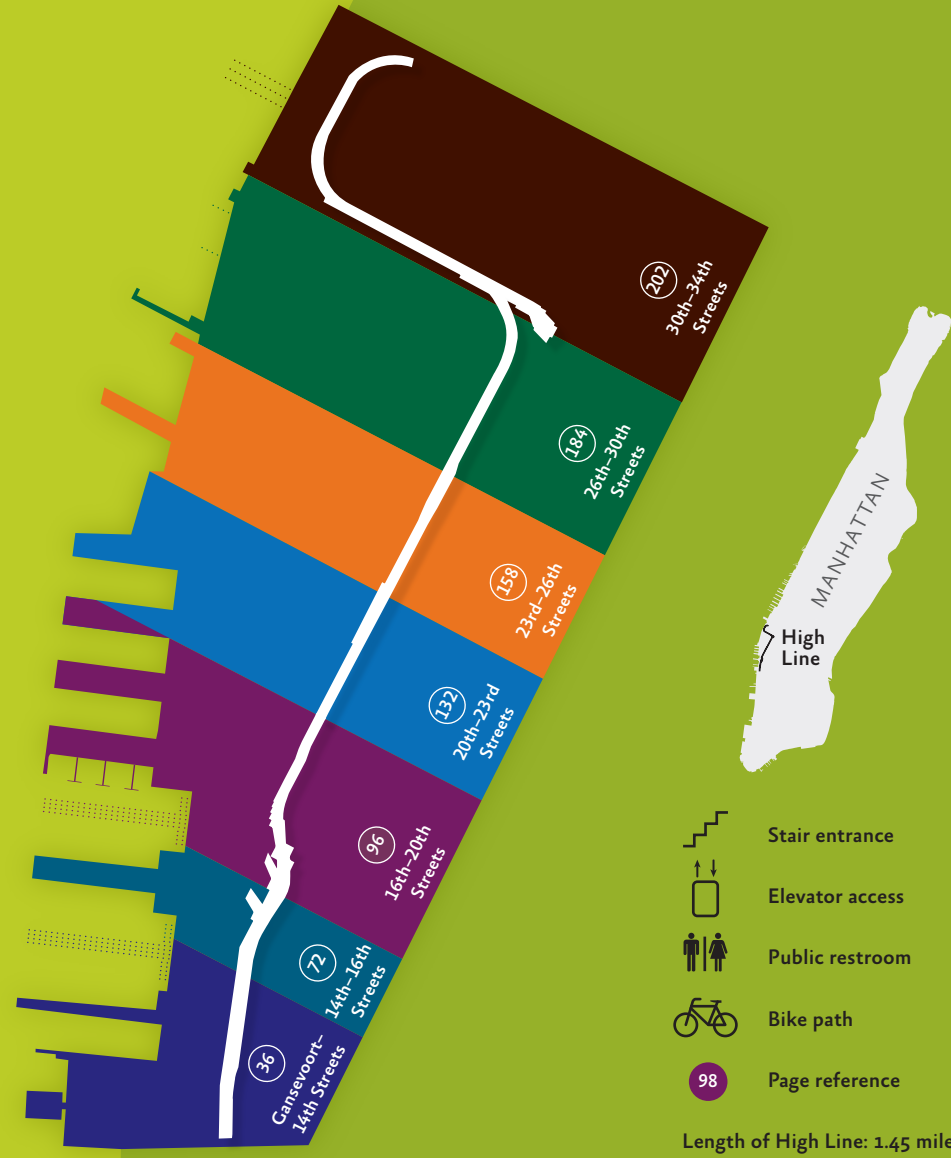 202
30th–34th
Streets
184
26th–30th
Streets
158
23rd–26th
Streets
132
20th–23rd
Streets
96
16th–20th
Streets
72
14th–16th
Streets
36
Gansevoort–
14th Streets
MANHATTAN
High
Line
Stair entrance
Elevator access
Public restroom
Bike path
98
Page reference
Length of High Line: 1.45 mile